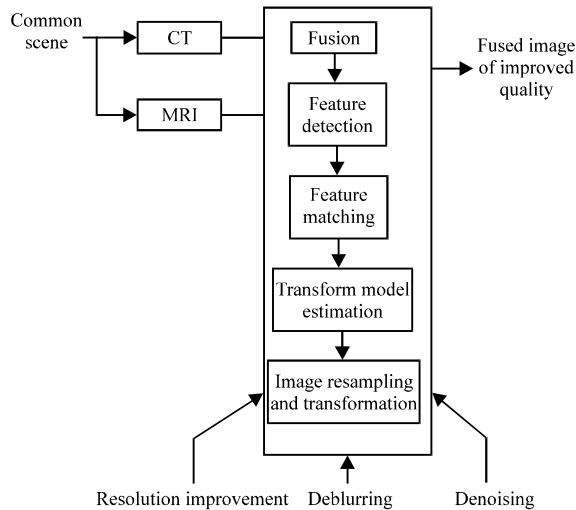 Common
scene
CT
MRI
Fusion
Feature
detection
Feature
matching
Transform model
estimation
Image resampling
and transformation
Fused image
of improved
quality
Resolution improvement
Deblurring
Denoising